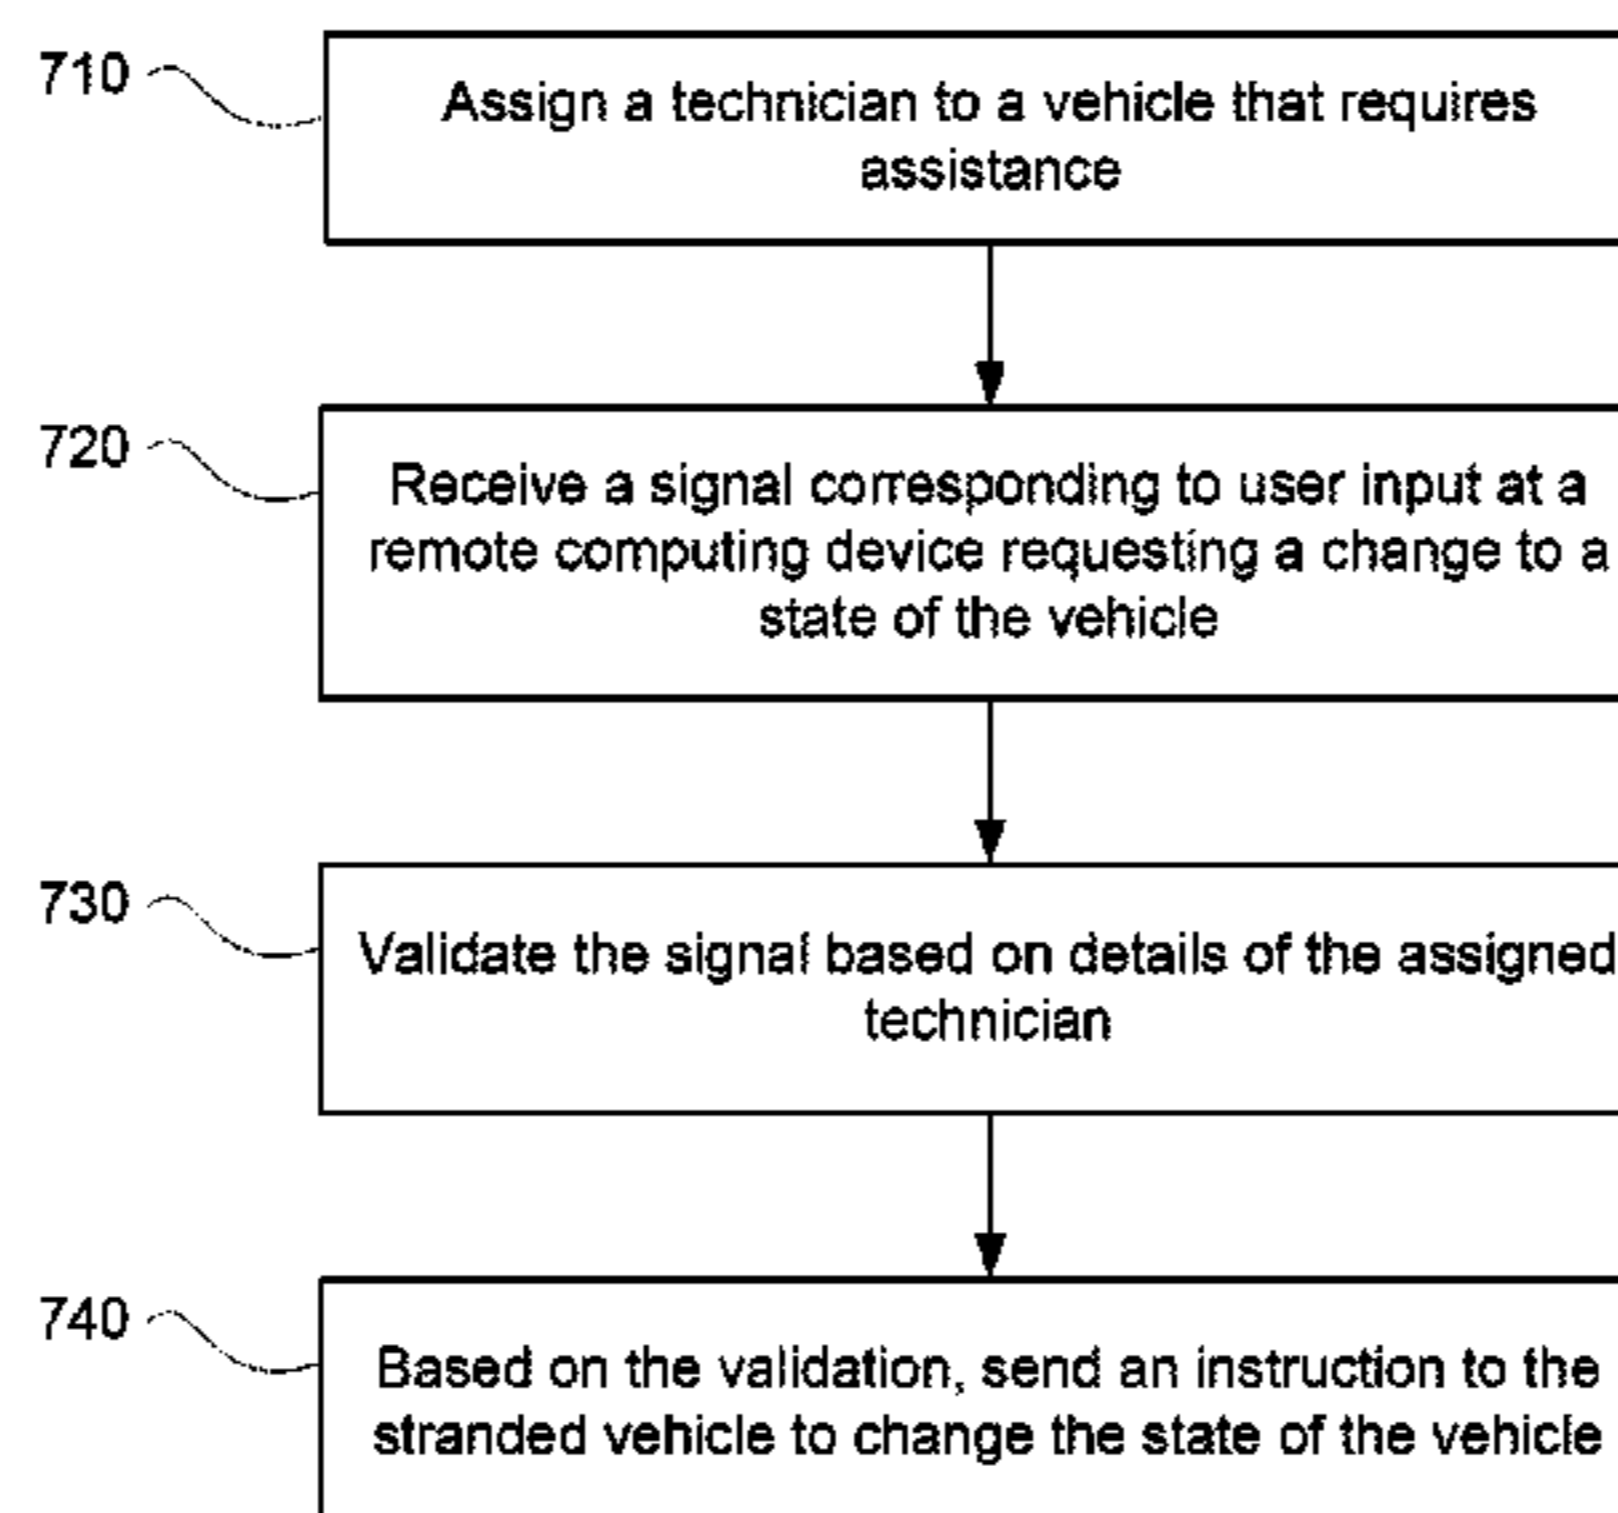 710
Assign a technician to a vehicle that requires
assistance
720
Receive a signal corresponding to user input at a
remote computing device requesting a change to a
state of the vehicle
730
Validate the signal based on details of the assigned
technician
740
Based on the validation, send an instruction to the
stranded vehicle to change the state of the vehicle